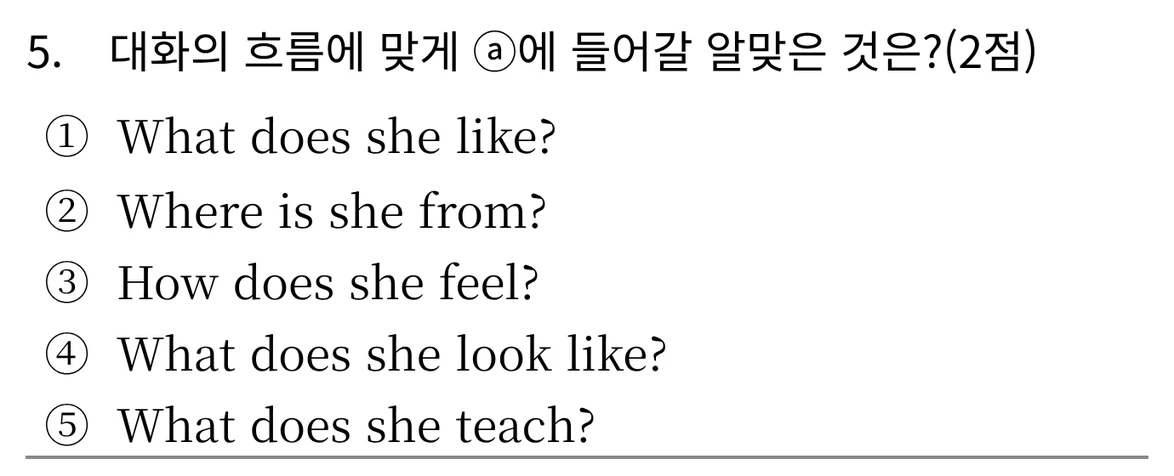 5. 대화의 흐름에 맞게 ⓐ에 들어갈 알맞은 것은?(2점)
① What does she like?
② Where is she from?
③ How does she feel?
④ What does she look like?
⑤ What does she teach?